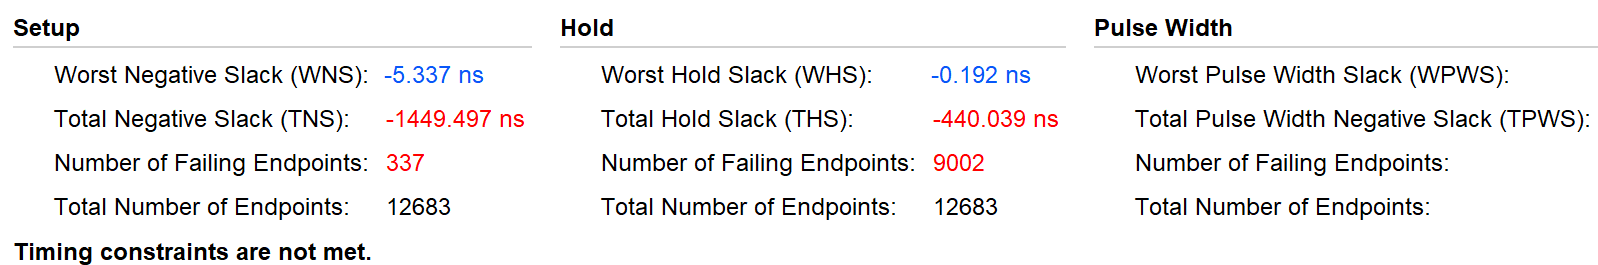 Setup
Worst Negative Slack (WNS): -5.337 ns
Total Negative Slack (TNS): -1449.497 ns
Number of Failing Endpoints: 337
Total Number of Endpoints: 12683
Hold
Worst Hold Slack (WHS): -0.192 ns
Total Hold Slack (THS): -440.039 ns
Number of Failing Endpoints: 9002
Total Number of Endpoints: 12683
Pulse Width
Worst Pulse Width Slack (WPWS):
Total Pulse Width Negative Slack (TPWS):
Number of Failing Endpoints:
Total Number of Endpoints:
Timing constraints are not met.